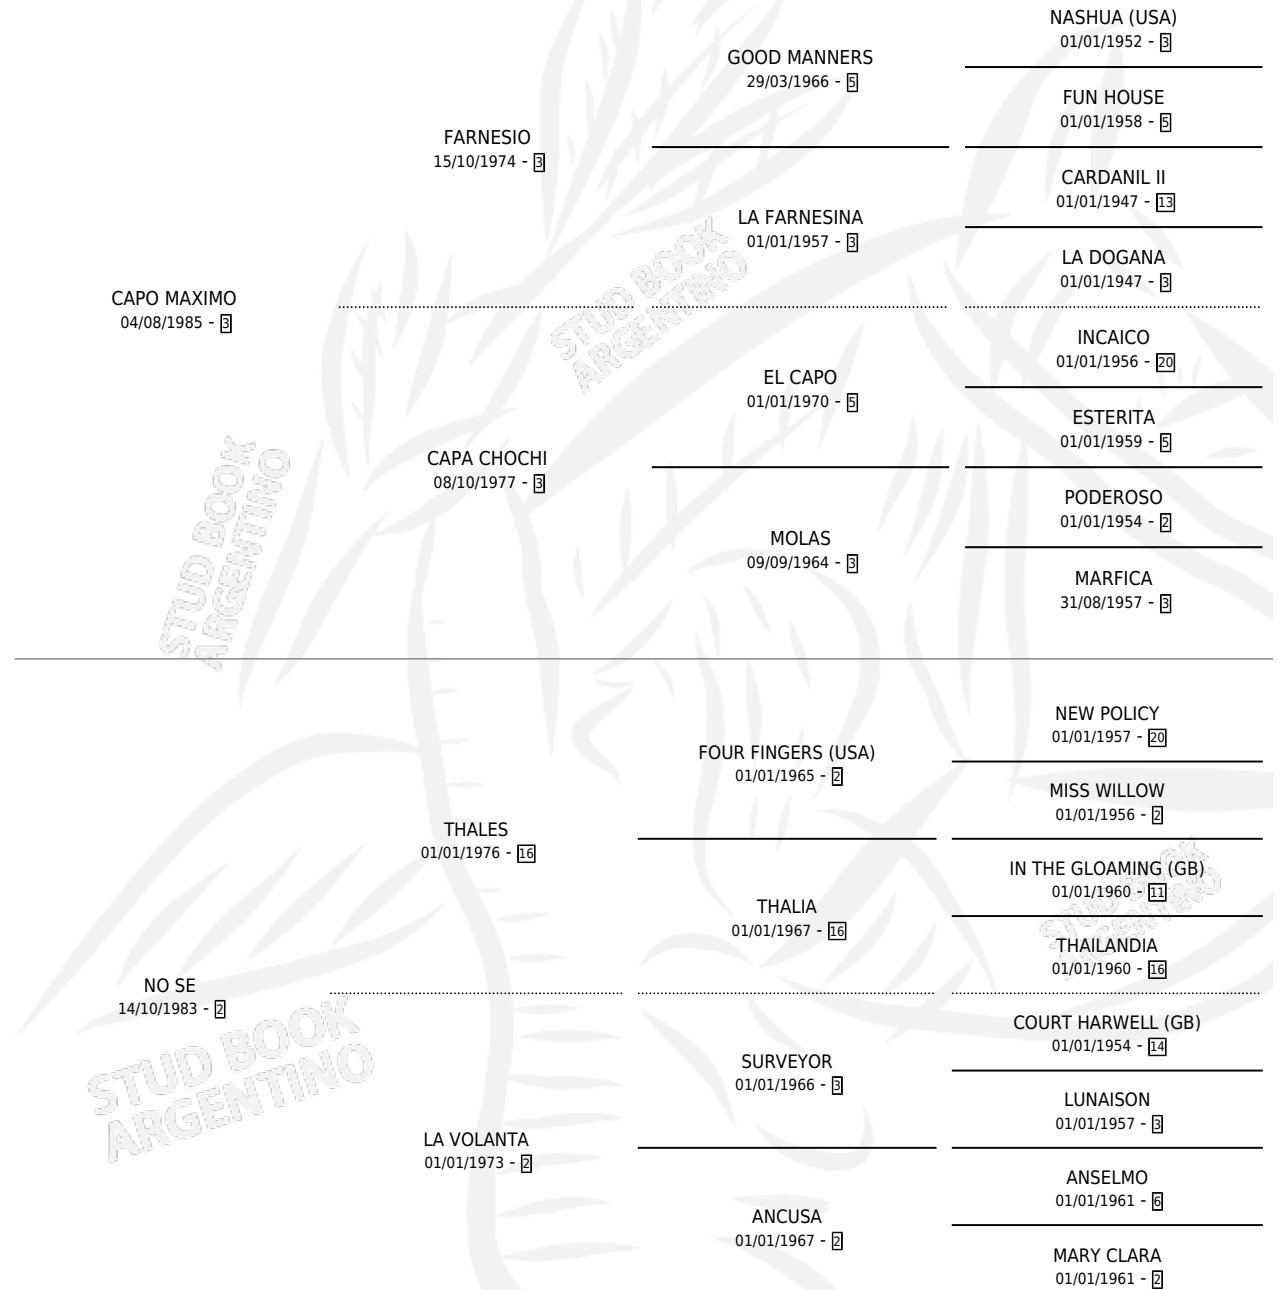 NASHUA (USA)
01/01/1952 - 3
GOOD MANNERS
29/03/1966 - 5
FUN HOUSE
01/01/1958 - 5
FARNESIO
15/10/1974 - 3
CARDANIL II
01/01/1947 - 13
LA FARNESINA
01/01/1957 - 3
LA DOGANA
01/01/1947 - 3
CAPO MAXIMO
04/08/1985 - 3
INCAICO
01/01/1956 - 20
EL CAPO
01/01/1970 - 5
ESTERITA
01/01/1959 - 5
CAPA CHOCHI
08/10/1977 - 3
PODEROSO
01/01/1954 - 2
MOLAS
09/09/1964 - 3
MARFICA
31/08/1957 - 3
STUD BOOK
ARGENTINO
STUD BOOK
ARGENTINO
NEW POLICY
01/01/1957 - 20
FOUR FINGERS (USA)
01/01/1965 - 2
MISS WILLOW
01/01/1956 - 2
THALES
01/01/1976 - 16
IN THE GLOAMING (GB)
01/01/1960 - 11
THALIA
01/01/1967 - 16
THAILANDIA
01/01/1960 - 16
NO SE
14/10/1983 - 2
COURT HARWELL (GB)
01/01/1954 - 14
SURVEYOR
01/01/1966 - 3
LUNAISON
01/01/1957 - 3
LA VOLANTA
01/01/1973 - 2
ANSELMO
01/01/1961 - 6
ANCUSA
01/01/1967 - 2
MARY CLARA
01/01/1961 - 2
STUD BOOK
ARGENTINO
STUD BOOK
ARGENTINO